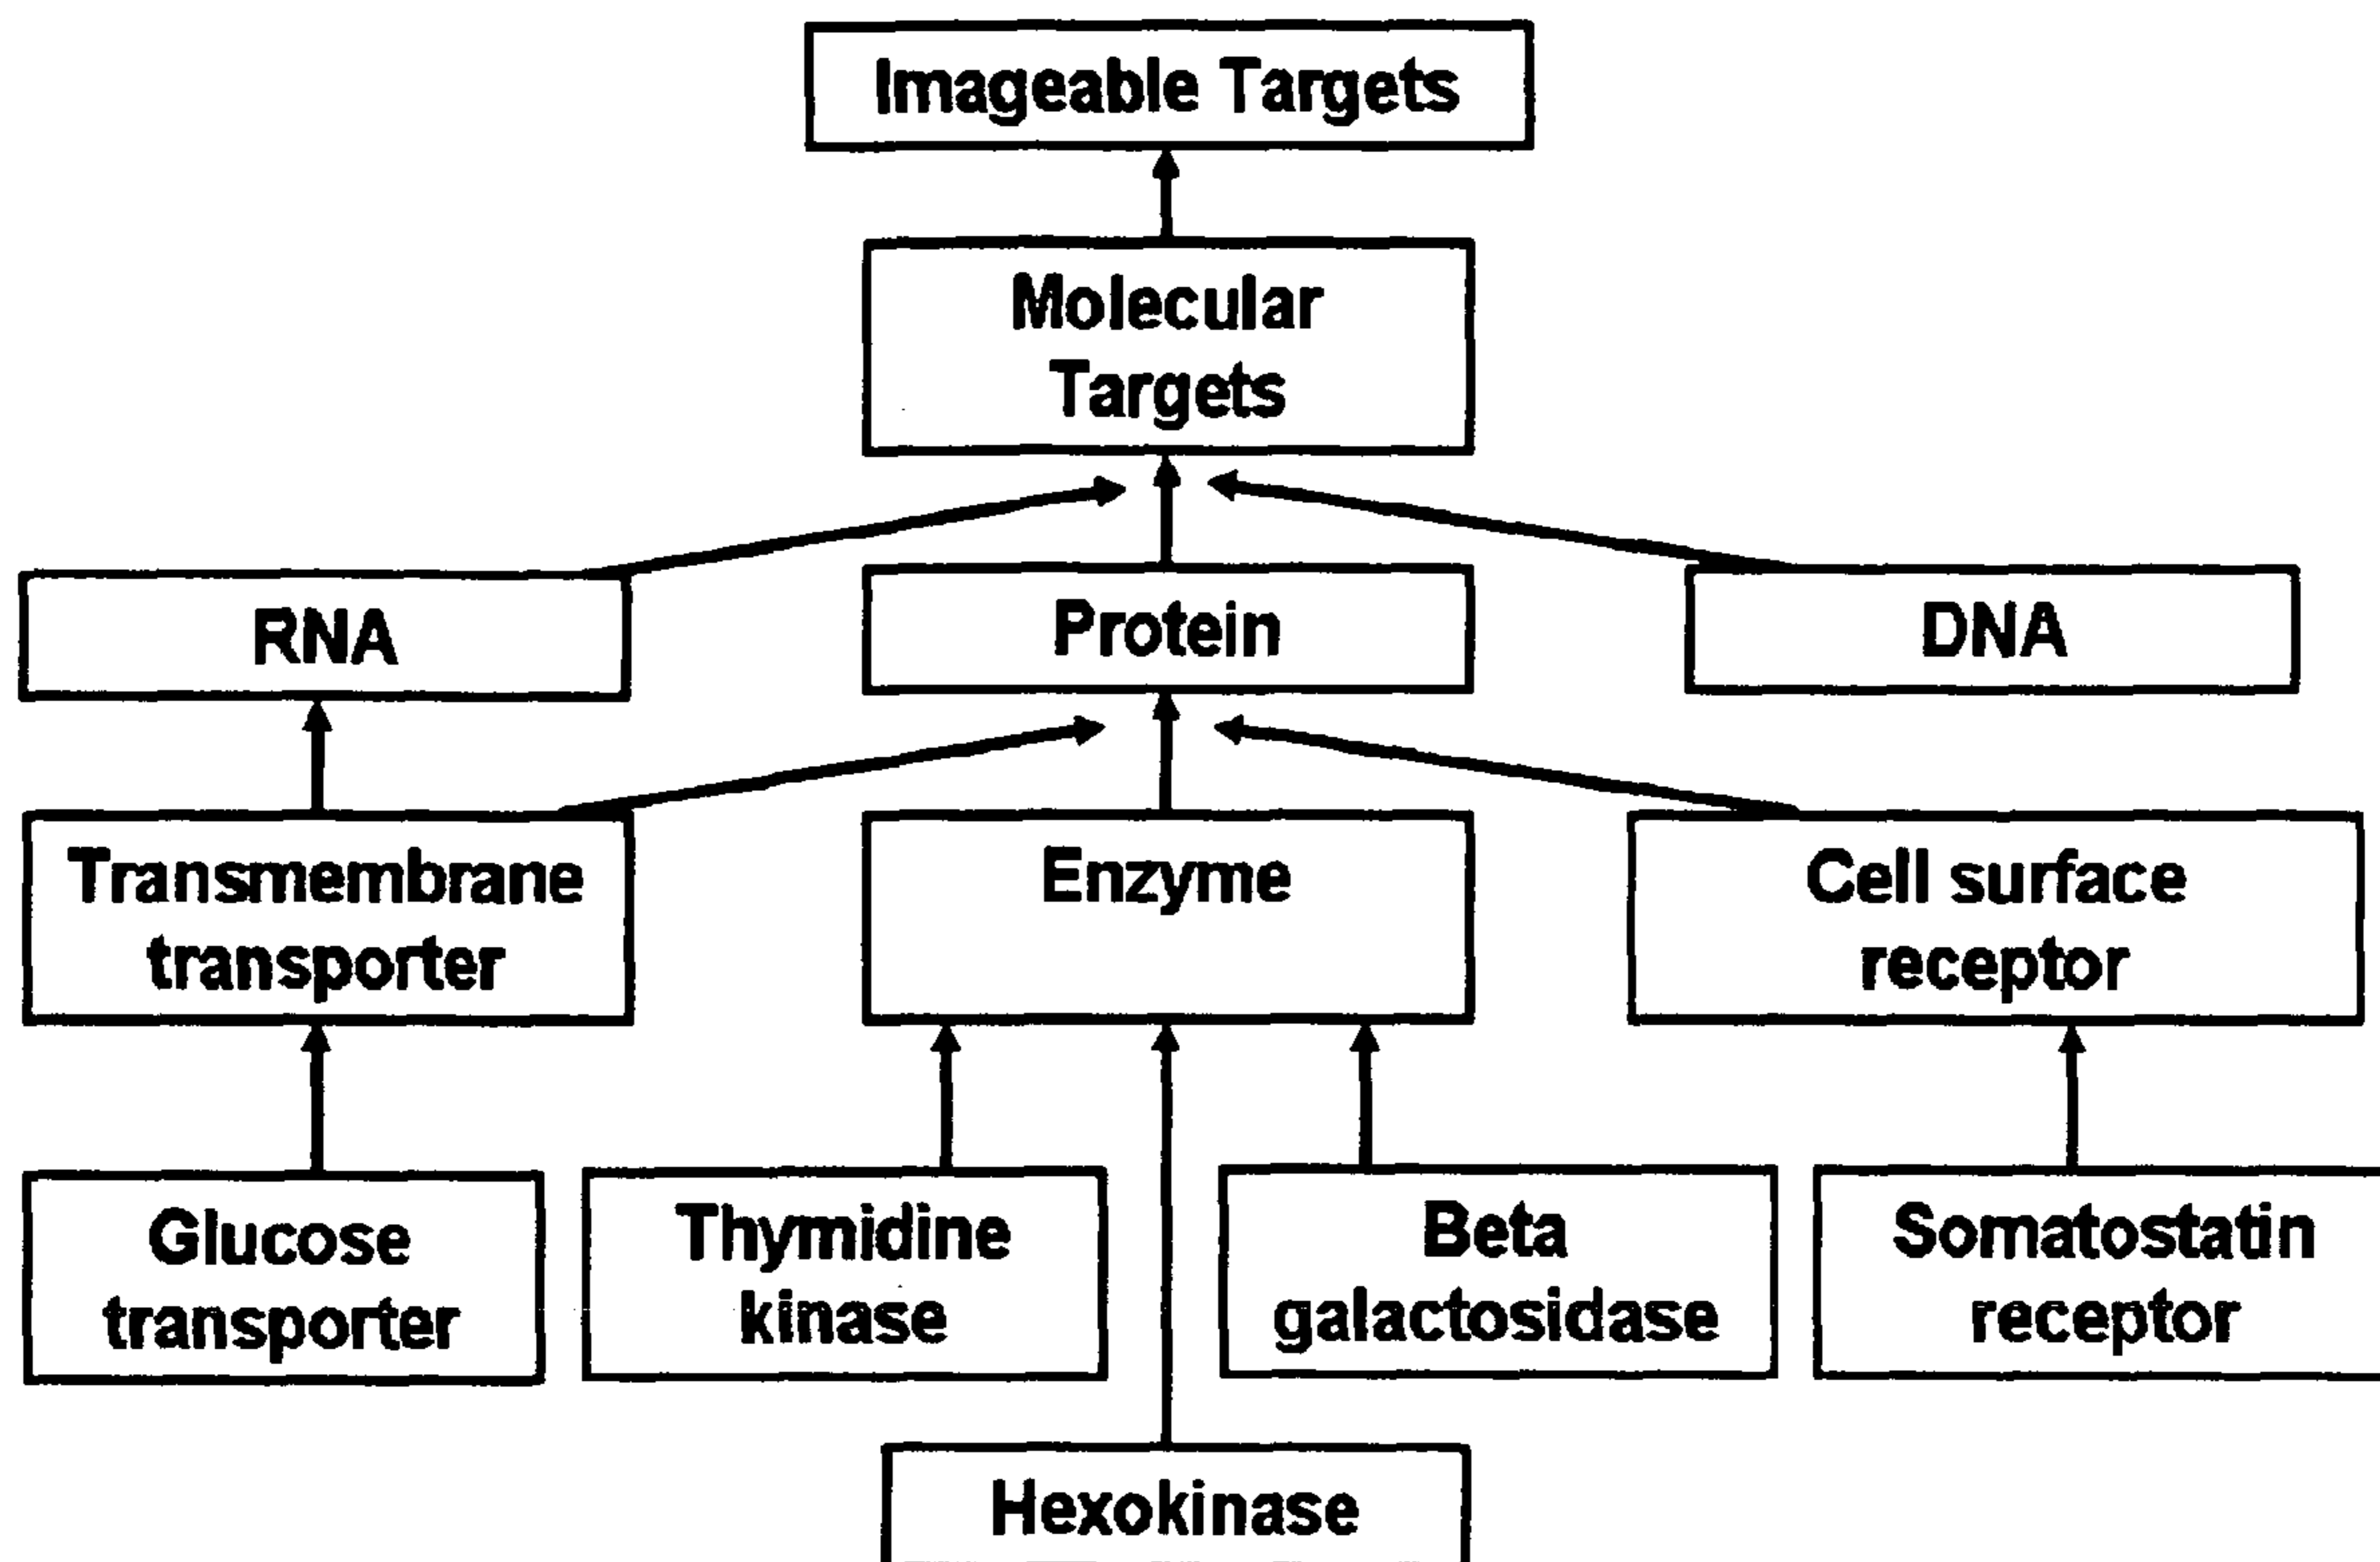 Imageable Targets
Molecular
Targets
RNA
Protein
DNA
Transmembrane
transporter
Enzyme
Cell surface
receptor
Glucose
transporter
Thymidine
kinase
Beta
galactosidase
Somatostatin
receptor
Hexokinase